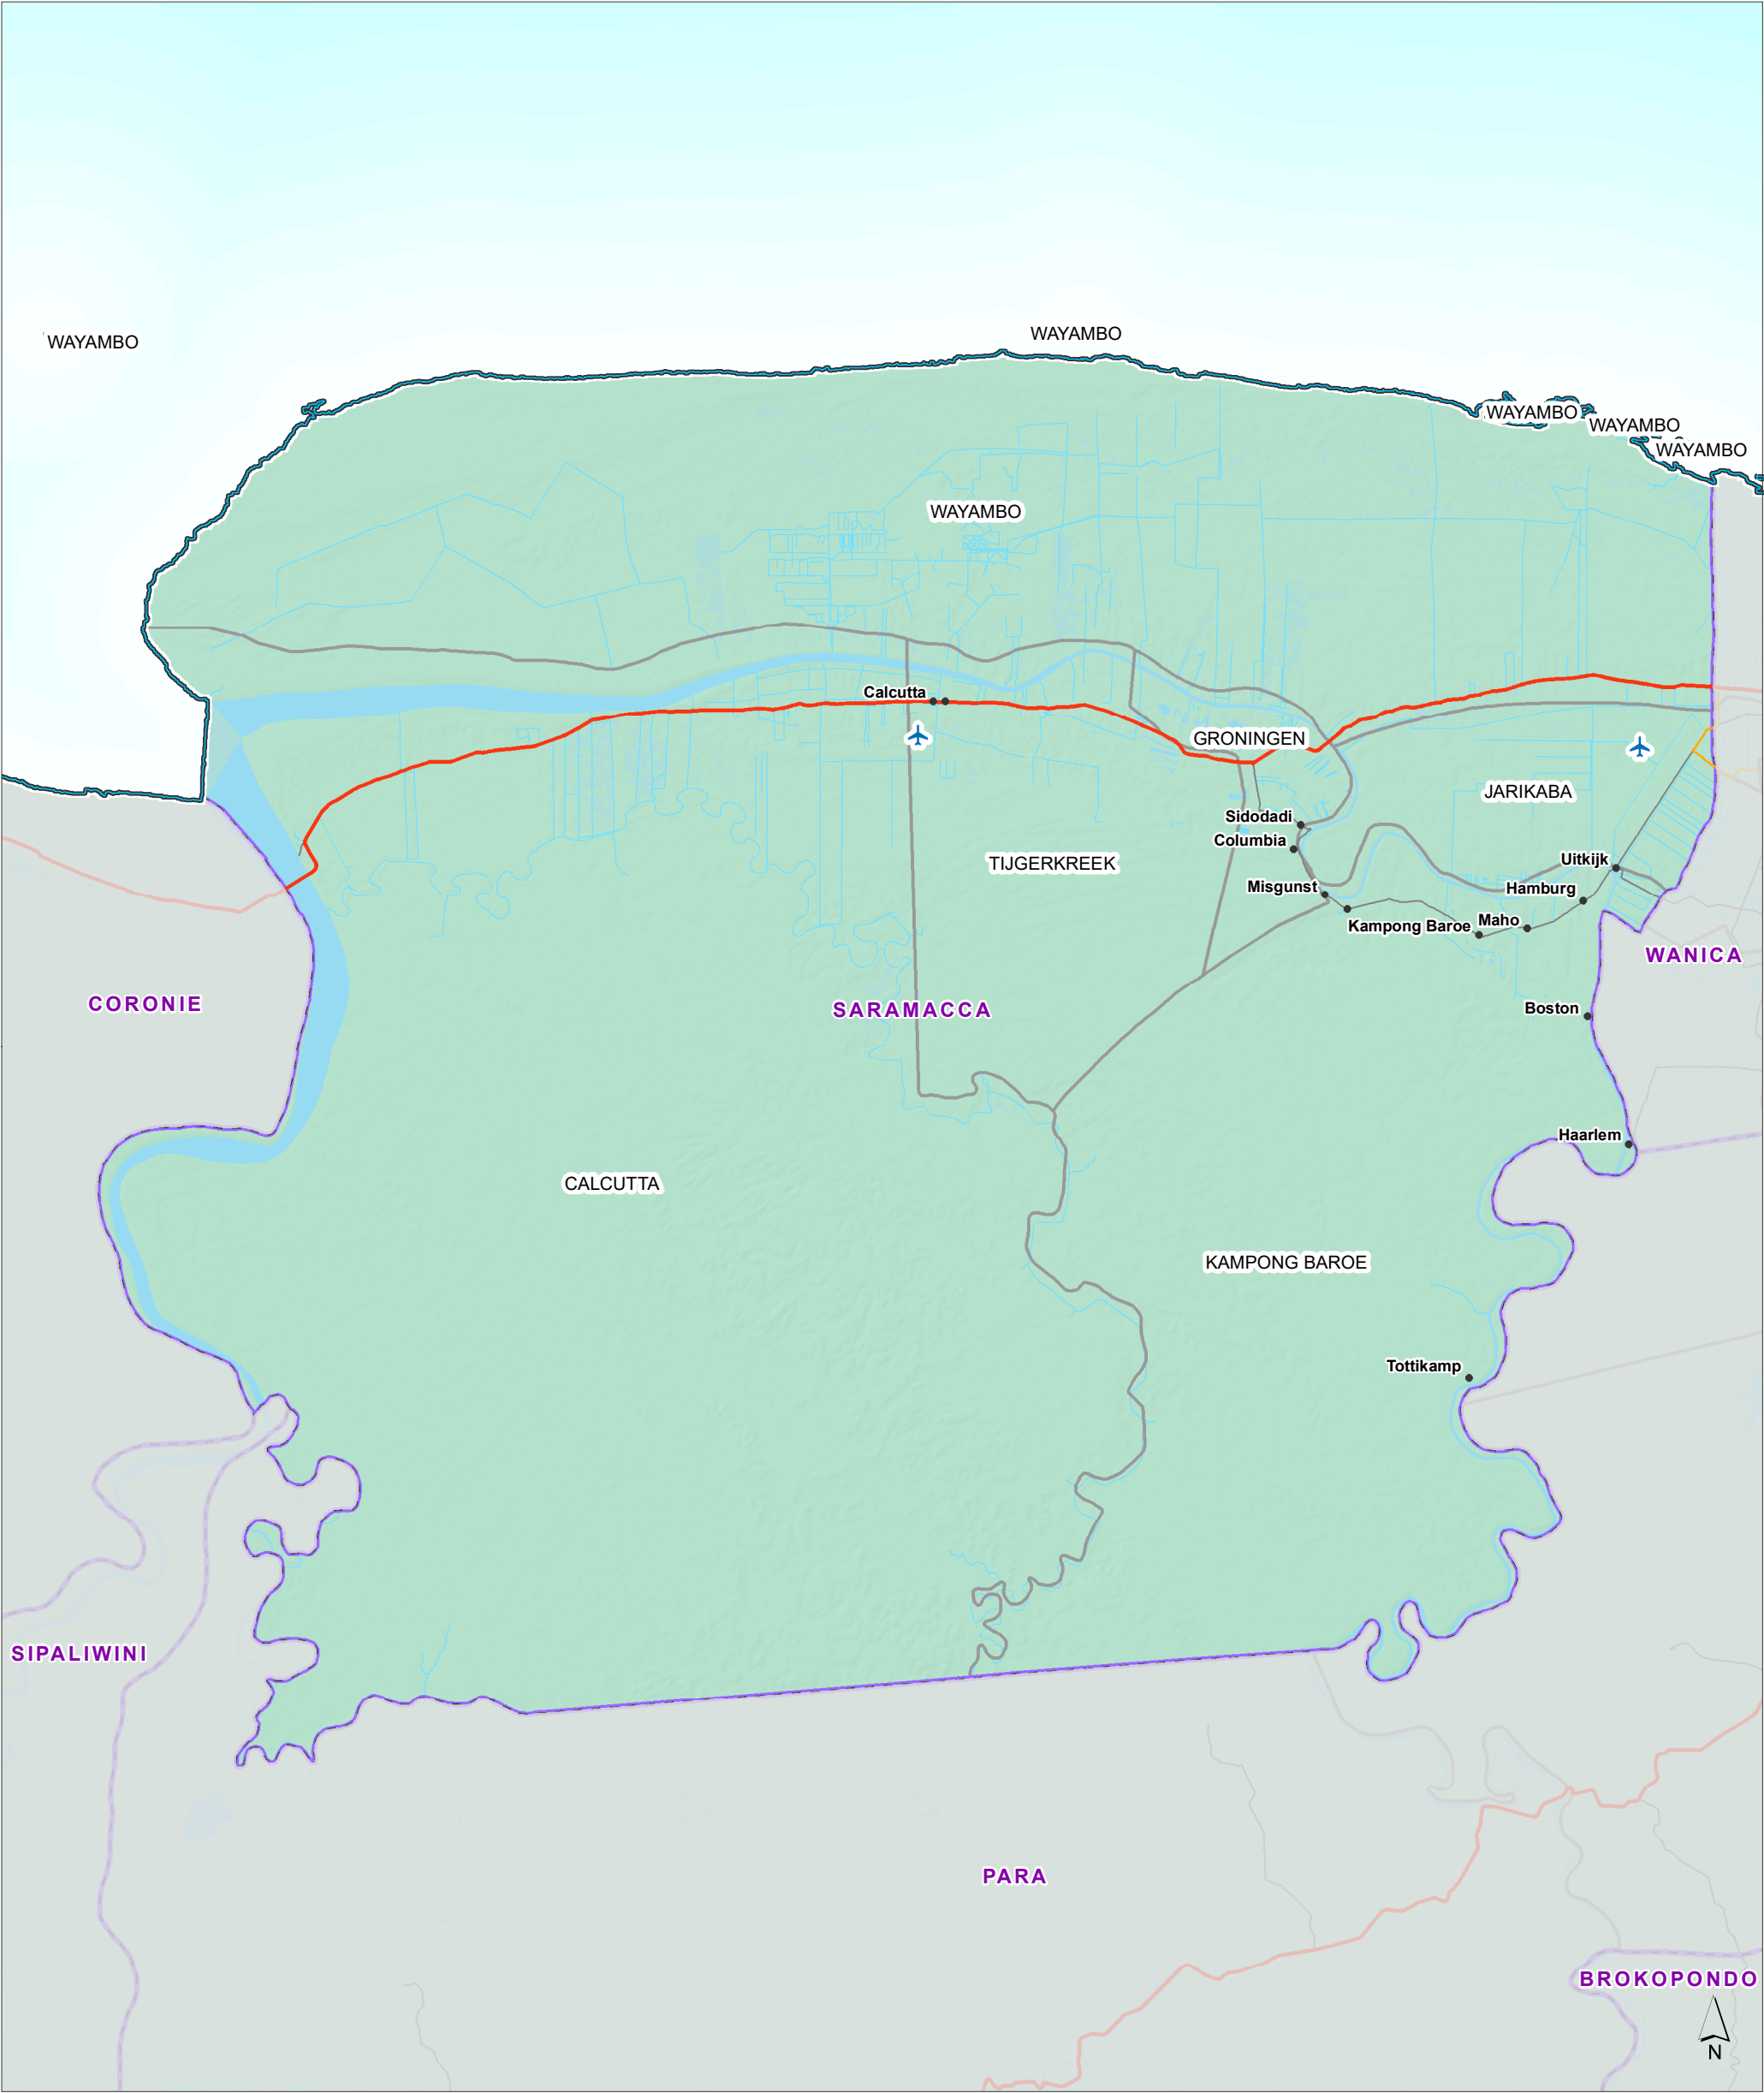 WAYAMBO
WAYAMBO
WAYAMBO
WAYAMBO
WAYAMBO
WAYAMBO
Calcutta
GRONINGEN
JARIKABA
Sidodadi
Columbia
TIJGERKREEK
Uitkijk
Misgunst
Hamburg
Kampong Baroe
Maho
WANICA
CORONIE
SARAMACCA
Boston
Haarlem
CALCUTTA
KAMPONG BAROE
Tottikamp
SIPALIWINI
PARA
BROKOPONDO
N